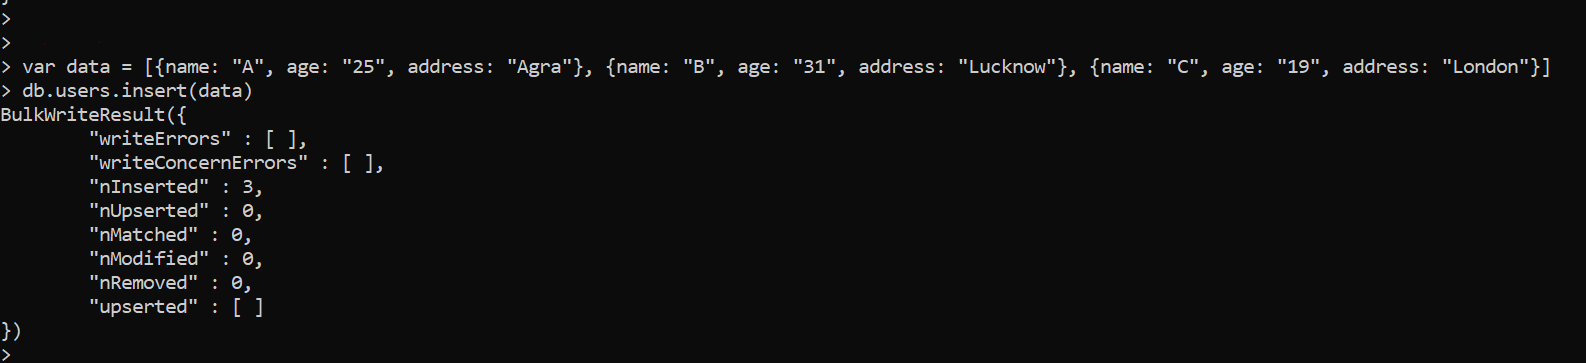 }
>
>
> var data = [{name: "A", age: "25", address: "Agra"}, {name: "B", age: "31", address: "Lucknow"}, {name: "C", age: "19", address: "London"}]
> db.users.insert(data)
BulkWriteResult({
        "writeErrors" : [ ],
        "writeConcernErrors" : [ ],
        "nInserted" : 3,
        "nUpserted" : 0,
        "nMatched" : 0,
        "nModified" : 0,
        "nRemoved" : 0,
        "upserted" : [ ]
})
>